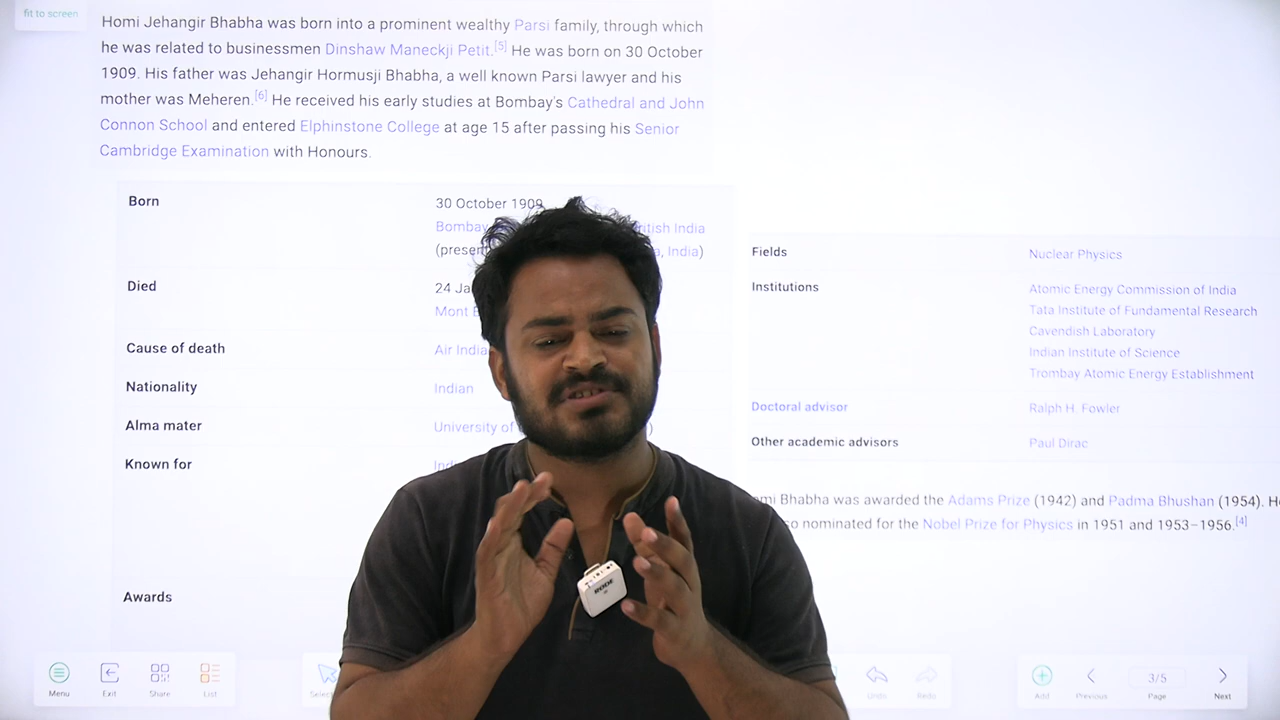 fit to screen
Homi Jehangir Bhabha was born into a prominent wealthy Parsi family, through which
he was related to businessmen Dinshaw Maneckji Petit.[5] He was born on 30 October
1909. His father was Jehangir Hormusji Bhabha, a well known Parsi lawyer and his
mother was Meheren.[6] He received his early studies at Bombay's Cathedral and John
Connon School and entered Elphinstone College at age 15 after passing his Senior
Cambridge Examination with Honours.
Born
30 October 1909
Bombay
British India
(present
India)
Died
24
Mont
Cause of death
Air India
Nationality
Indian
Alma mater
University of
Known for
Awards
Fields
Nuclear Physics
Institutions
Atomic Energy Commission of India
Tata Institute of Fundamental Research
Cavendish Laboratory
Indian Institute of Science
Trombay Atomic Energy Establishment
Doctoral advisor
Ralph H. Fowler
Other academic advisors
Paul Dirac
Bhabha was awarded the Adams Prize (1942) and Padma Bhushan (1954).
nominated for the Nobel Prize for Physics in 1951 and 1953–1956.[4]
RODE
Menu
Exit
Share
List
Select
Undo
Redo
Add
Previous
3/5
Page
Next